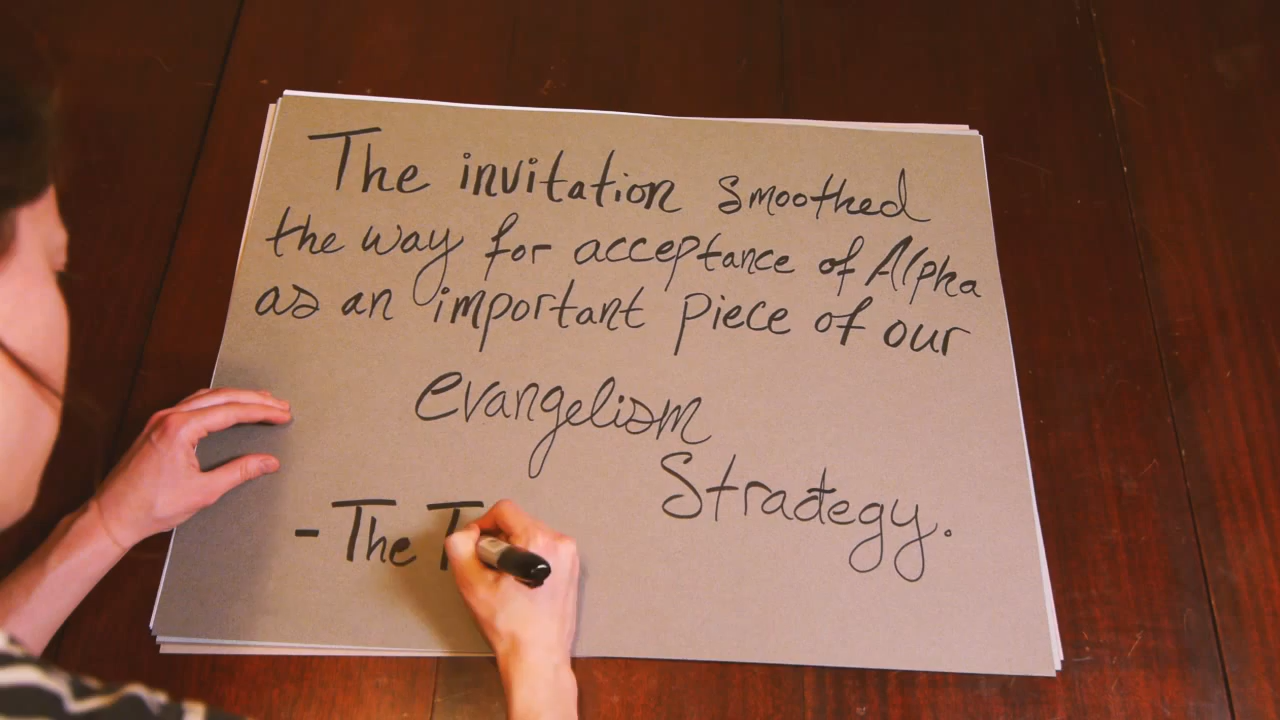 The invitation smoothed
the way for acceptance of Alpha
as an important piece of our
evangelism
Strategy.
- The T